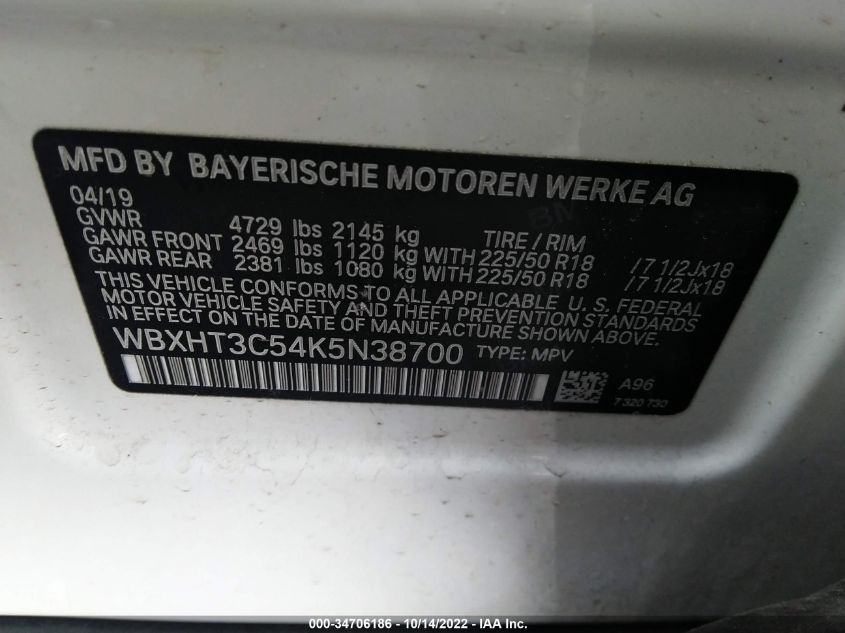 MFD BY BAYERISCHE MOTOREN WERKE AG
04/19
GVWR 4729 lbs 2145 kg TIRE / RIM
GAWR FRONT 2469 lbs 1120 kg WITH 225/50 R18 / 7 1/2Jx18
GAWR REAR 2381 lbs 1080 kg WITH 225/50 R18 / 7 1/2Jx18
THIS VEHICLE CONFORMS TO ALL APPLICABLE U. S. FEDERAL
MOTOR VEHICLE SAFETY AND THEFT PREVENTION STANDARDS
IN EFFECT ON THE DATE OF MANUFACTURE SHOWN ABOVE.
WBXHT3C54K5N38700 TYPE: MPV
A96
7 320 730
000-34706186 - 10/14/2022 - IAA Inc.